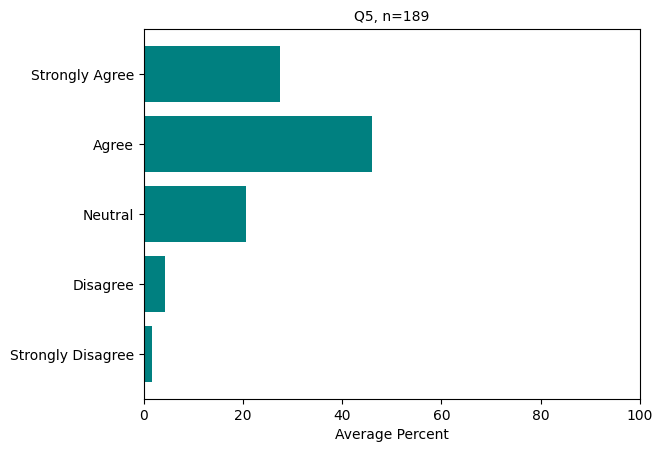 Q5, n=189
Strongly Agree
Agree
Neutral
Disagree
Strongly Disagree
0 20 40 60 80 100
Average Percent